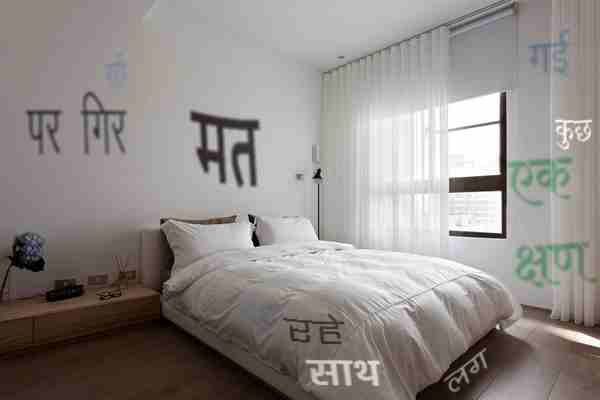 गई
पर गिर
मत
कुछ
एक
क्षण
रहे
साथ
लग